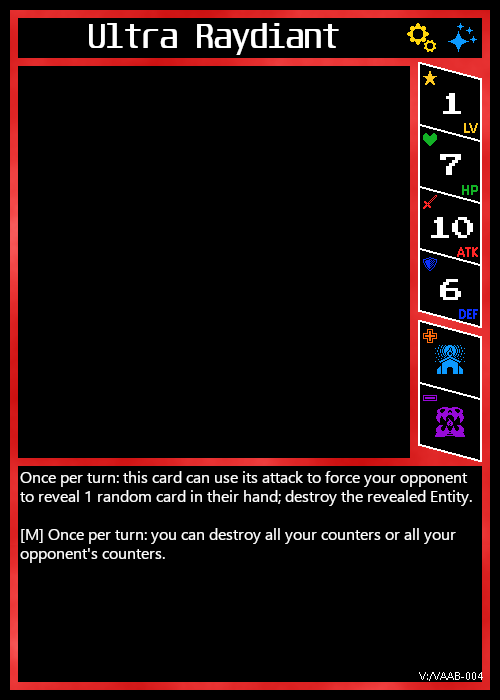 Ultra Raydiant
1
LV
7
HP
10
ATK
6
DEF
Once per turn: this card can use its attack to force your opponent
to reveal 1 random card in their hand; destroy the revealed Entity.
[M] Once per turn: you can destroy all your counters or all your
opponent's counters.
V:/VAAB-004